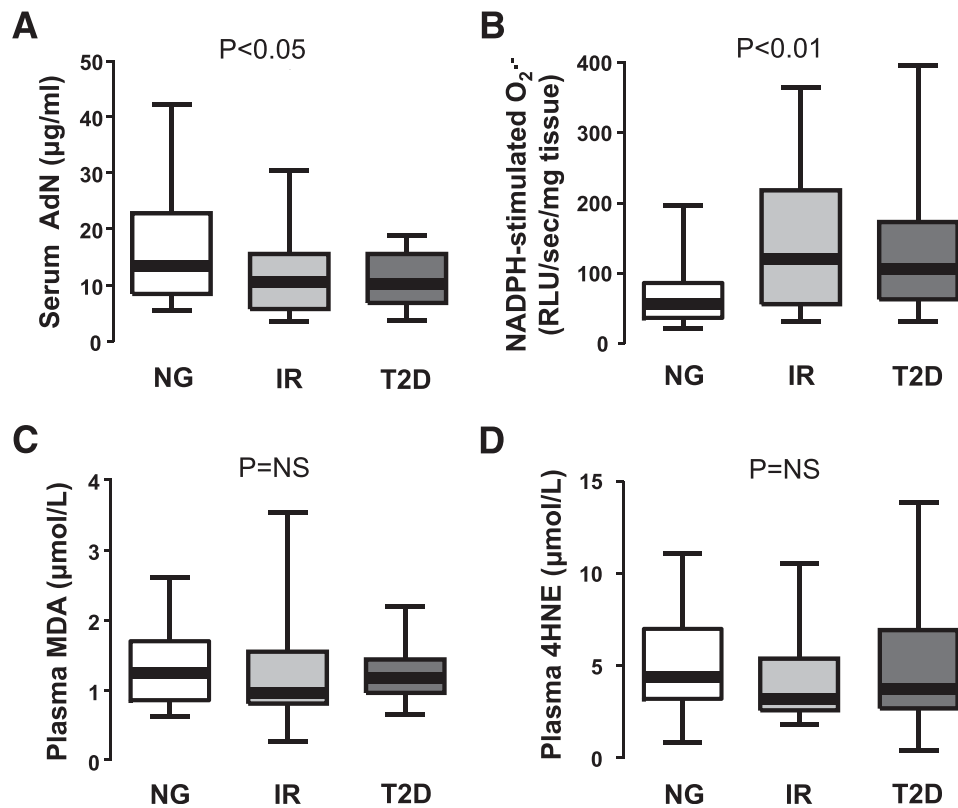 A
P<0.05
Serum AdN (µg/ml)
50
40
30
20
10
0
NG IR T2D
B
P<0.01
NADPH-stimulated O2.-
(RLU/sec/mg tissue)
400
300
200
100
0
NG IR T2D
C
P=NS
Plasma MDA (µmol/L)
4
3
2
1
0
NG IR T2D
D
P=NS
Plasma 4HNE (µmol/L)
15
10
5
0
NG IR T2D